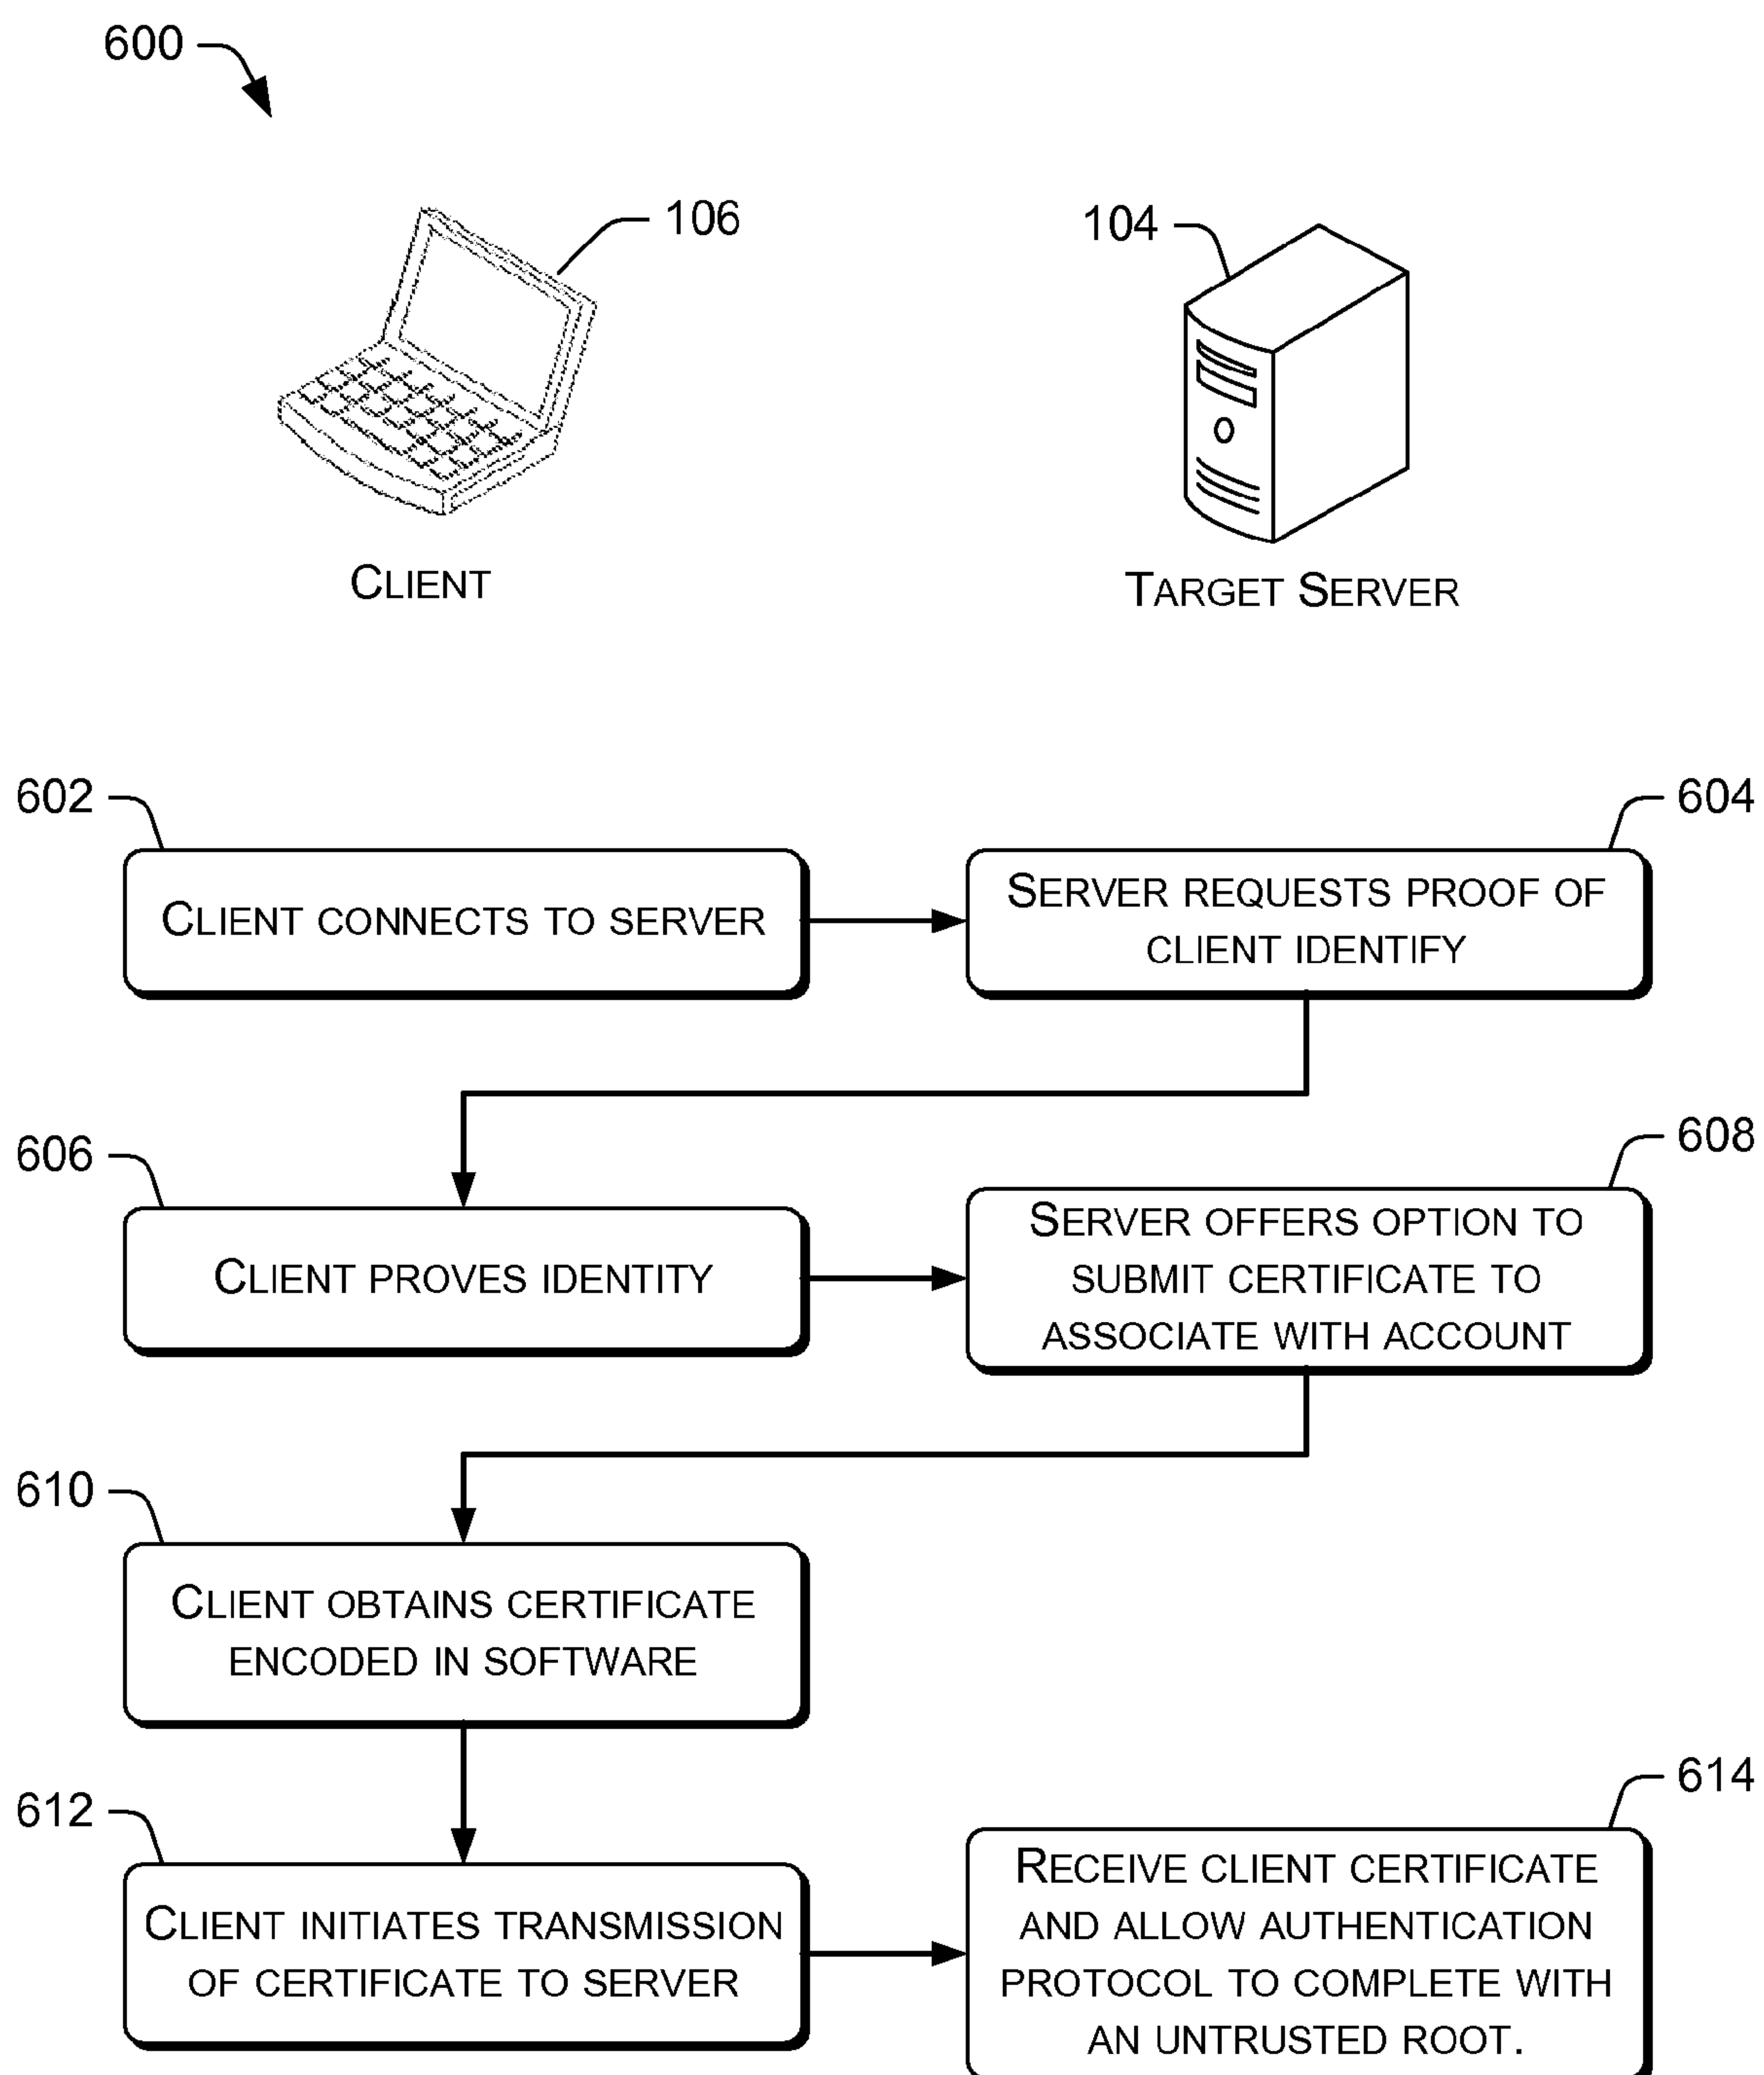 600
106
104
CLIENT
TARGET SERVER
602
604
CLIENT CONNECTS TO SERVER
SERVER REQUESTS PROOF OF
CLIENT IDENTIFY
606
608
CLIENT PROVES IDENTITY
SERVER OFFERS OPTION TO
SUBMIT CERTIFICATE TO
ASSOCIATE WITH ACCOUNT
610
CLIENT OBTAINS CERTIFICATE
ENCODED IN SOFTWARE
612
614
CLIENT INITIATES TRANSMISSION
OF CERTIFICATE TO SERVER
RECEIVE CLIENT CERTIFICATE
AND ALLOW AUTHENTICATION
PROTOCOL TO COMPLETE WITH
AN UNTRUSTED ROOT.